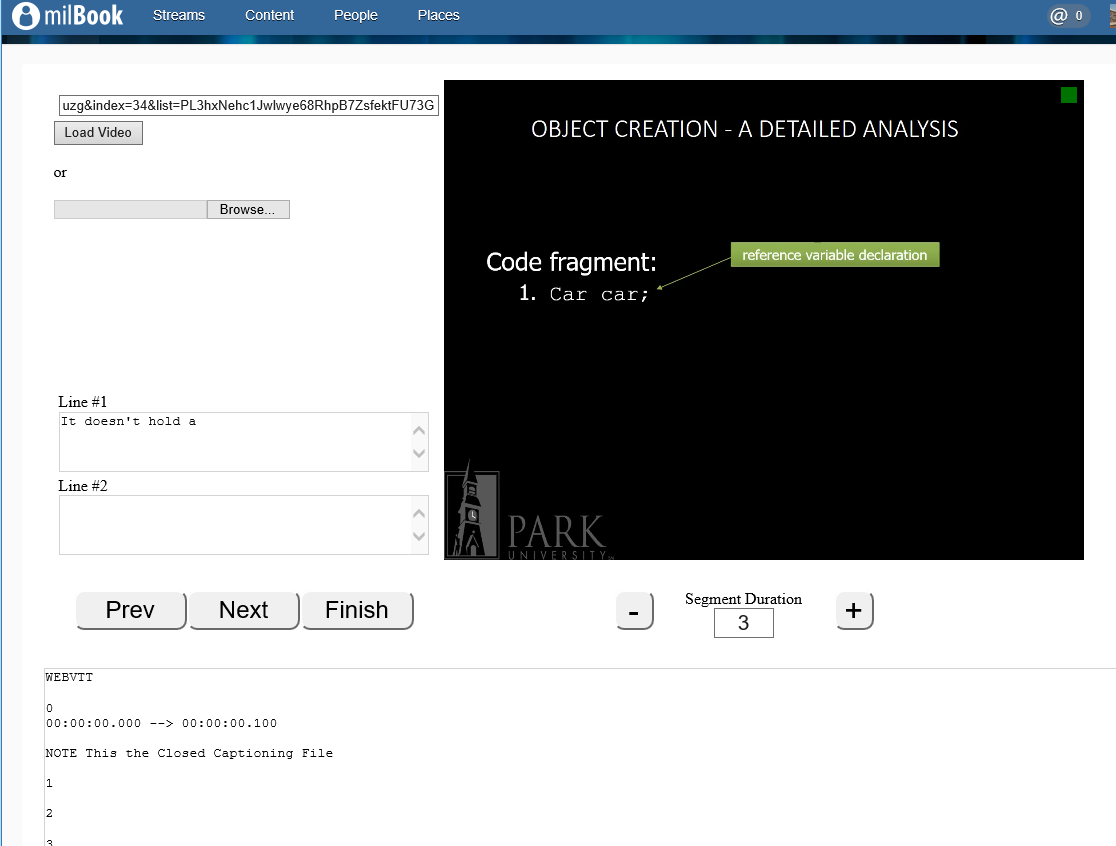 milBook Streams Content People Places @ 0
uzg&index=34&list=PL3hxNehc1Jwlwye68RhpB7ZsfektFU73G
Load Video
or
Browse...
OBJECT CREATION - A DETAILED ANALYSIS
Code fragment:
reference variable declaration
1. Car car;
Line #1
It doesn't hold a
Line #2
PARK
UNIVERSITY
Prev Next Finish
- Segment Duration +
3
WEBVTT
0
00:00:00.000 --> 00:00:00.100
NOTE This the Closed Captioning File
1
2
3